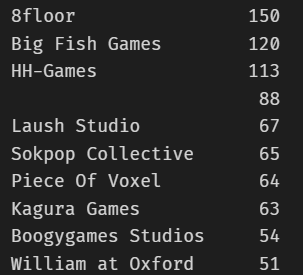 8floor 150
Big Fish Games 120
HH-Games 113
88
Laush Studio 67
Sokpop Collective 65
Piece Of Voxel 64
Kagura Games 63
Boogygames Studios 54
William at Oxford 51